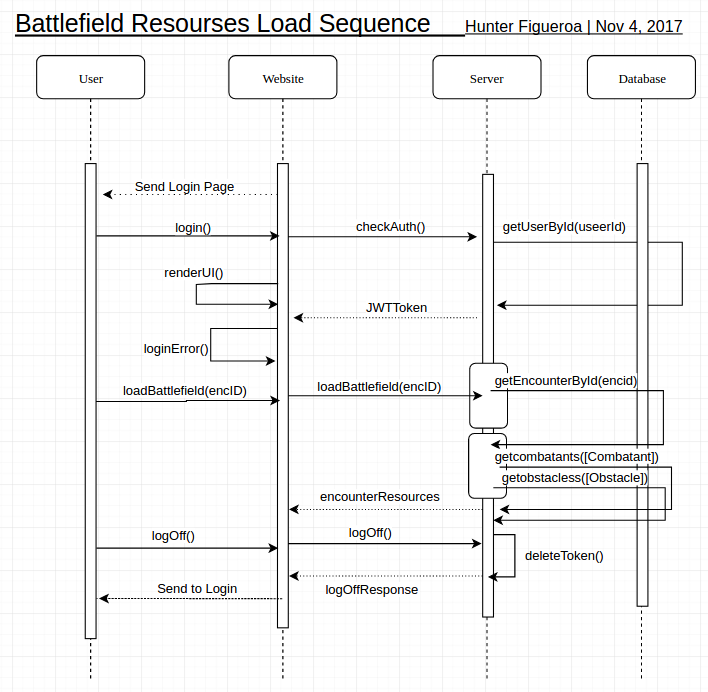 Battlefield Resourses Load Sequence
Hunter Figueroa | Nov 4, 2017
User
Website
Server
Database
Send Login Page
login()
checkAuth()
getUserById(useerId)
renderUI()
JWTToken
loginError()
loadBattlefield(encID)
loadBattlefield(encID)
getEncounterById(encid)
getcombatants([Combatant])
getobstacless([Obstacle])
encounterResources
logOff()
logOff()
deleteToken()
Send to Login
logOffResponse